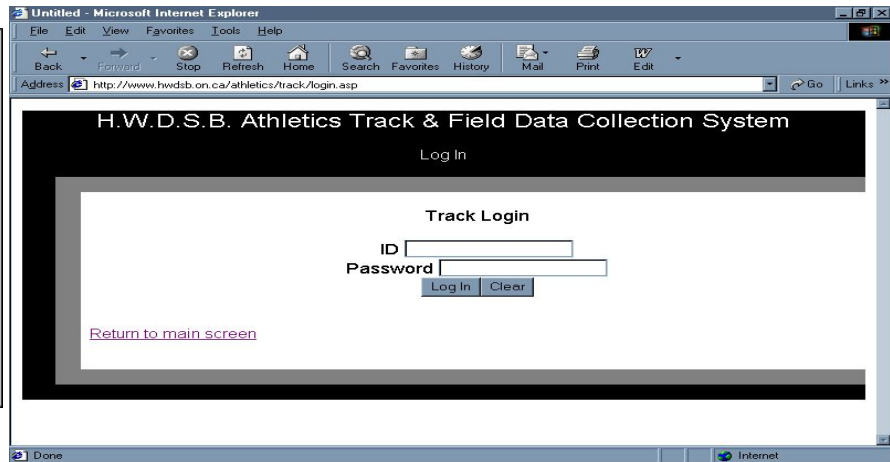 Untitled - Microsoft Internet Explorer
File Edit View Favorites Tools Help
Back Forward Stop Refresh Home Search Favorites History Mail Print Edit
Address http://www.hwdsb.on.ca/athletics/track/login.asp Go Links »
H.W.D.S.B. Athletics Track & Field Data Collection System
Log In
Track Login
ID
Password
Log In Clear
Return to main screen
Done Internet